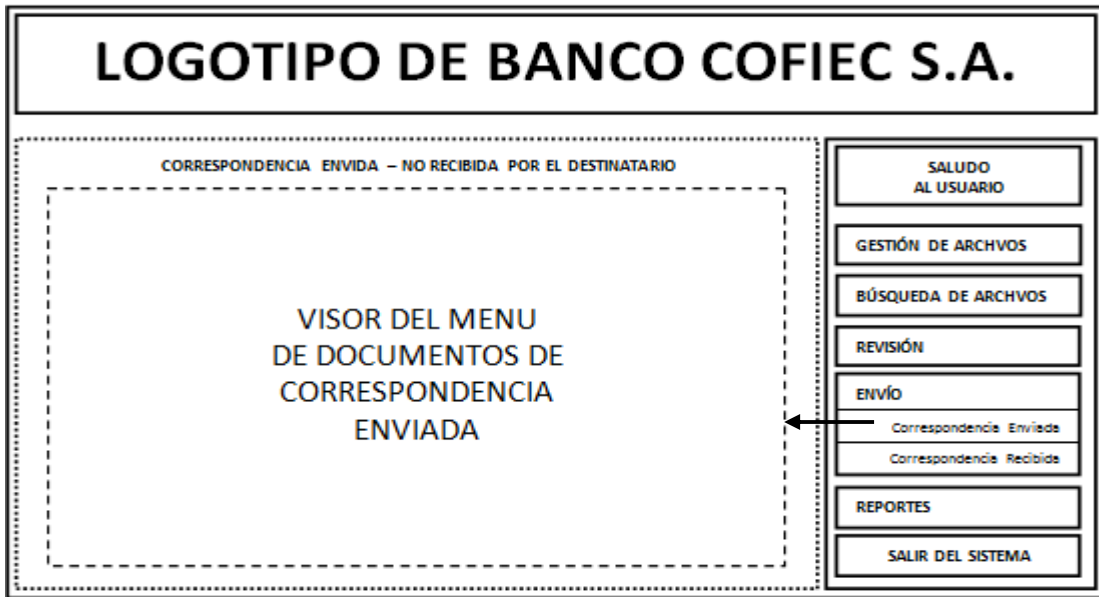 LOGOTIPO DE BANCO COFIEC S.A.
CORRESPONDENCIA ENVIDA – NO RECIBIDA POR EL DESTINATARIO
VISOR DEL MENU
DE DOCUMENTOS DE
CORRESPONDENCIA
ENVIADA
SALUDO
AL USUARIO
GESTIÓN DE ARCHVOS
BÚSQUEDA DE ARCHVOS
REVISIÓN
ENVÍO
Correspondencia Enviada
Correspondencia Recibida
REPORTES
SALIR DEL SISTEMA